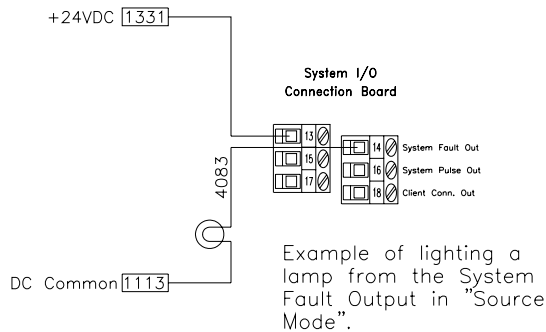 +24VDC 1331
System I/O
Connection Board
13
14 System Fault Out
15
16 System Pulse Out
17
18 Client Conn. Out
4083
DC Common 1113
Example of lighting a
lamp from the System
Fault Output in "Source
Mode".